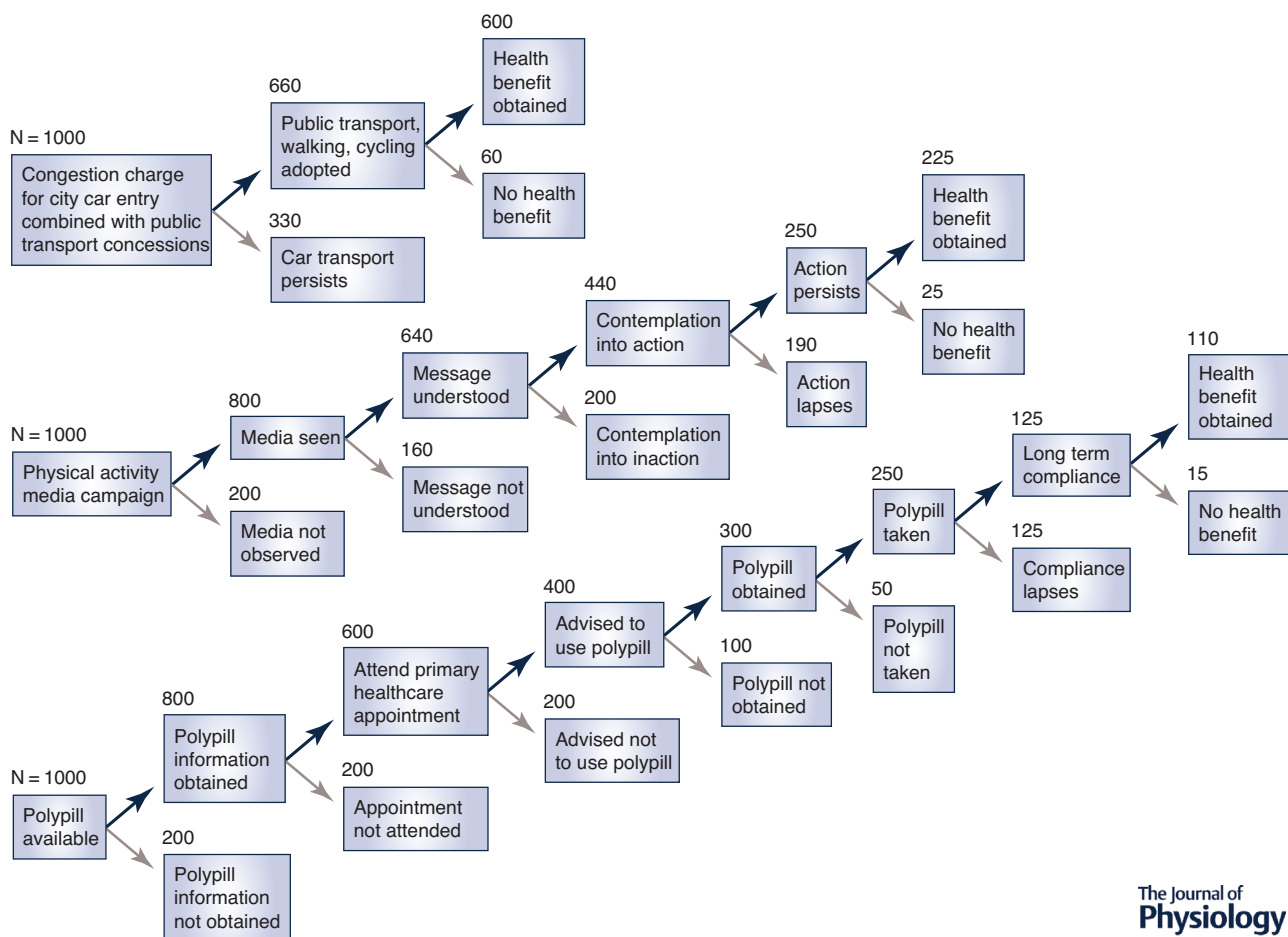 N = 1000
Congestion charge
for city car entry
combined with public
transport concessions
660
Public transport,
walking, cycling
adopted
330
Car transport
persists
600
Health
benefit
obtained
60
No health
benefit
N = 1000
Physical activity
media campaign
800
Media seen
200
Media not
observed
640
Message
understood
160
Message not
understood
440
Contemplation
into action
200
Contemplation
into inaction
250
Action
persists
190
Action
lapses
225
Health
benefit
obtained
25
No health
benefit
N = 1000
Polypill
available
800
Polypill
information
obtained
200
Polypill
information
not obtained
600
Attend primary
healthcare
appointment
200
Appointment
not attended
400
Advised to
use polypill
200
Advised not
to use polypill
300
Polypill
obtained
100
Polypill not
obtained
250
Polypill
taken
50
Polypill
not
taken
125
Long term
compliance
125
Compliance
lapses
110
Health
benefit
obtained
15
No health
benefit
The Journal of
Physiology